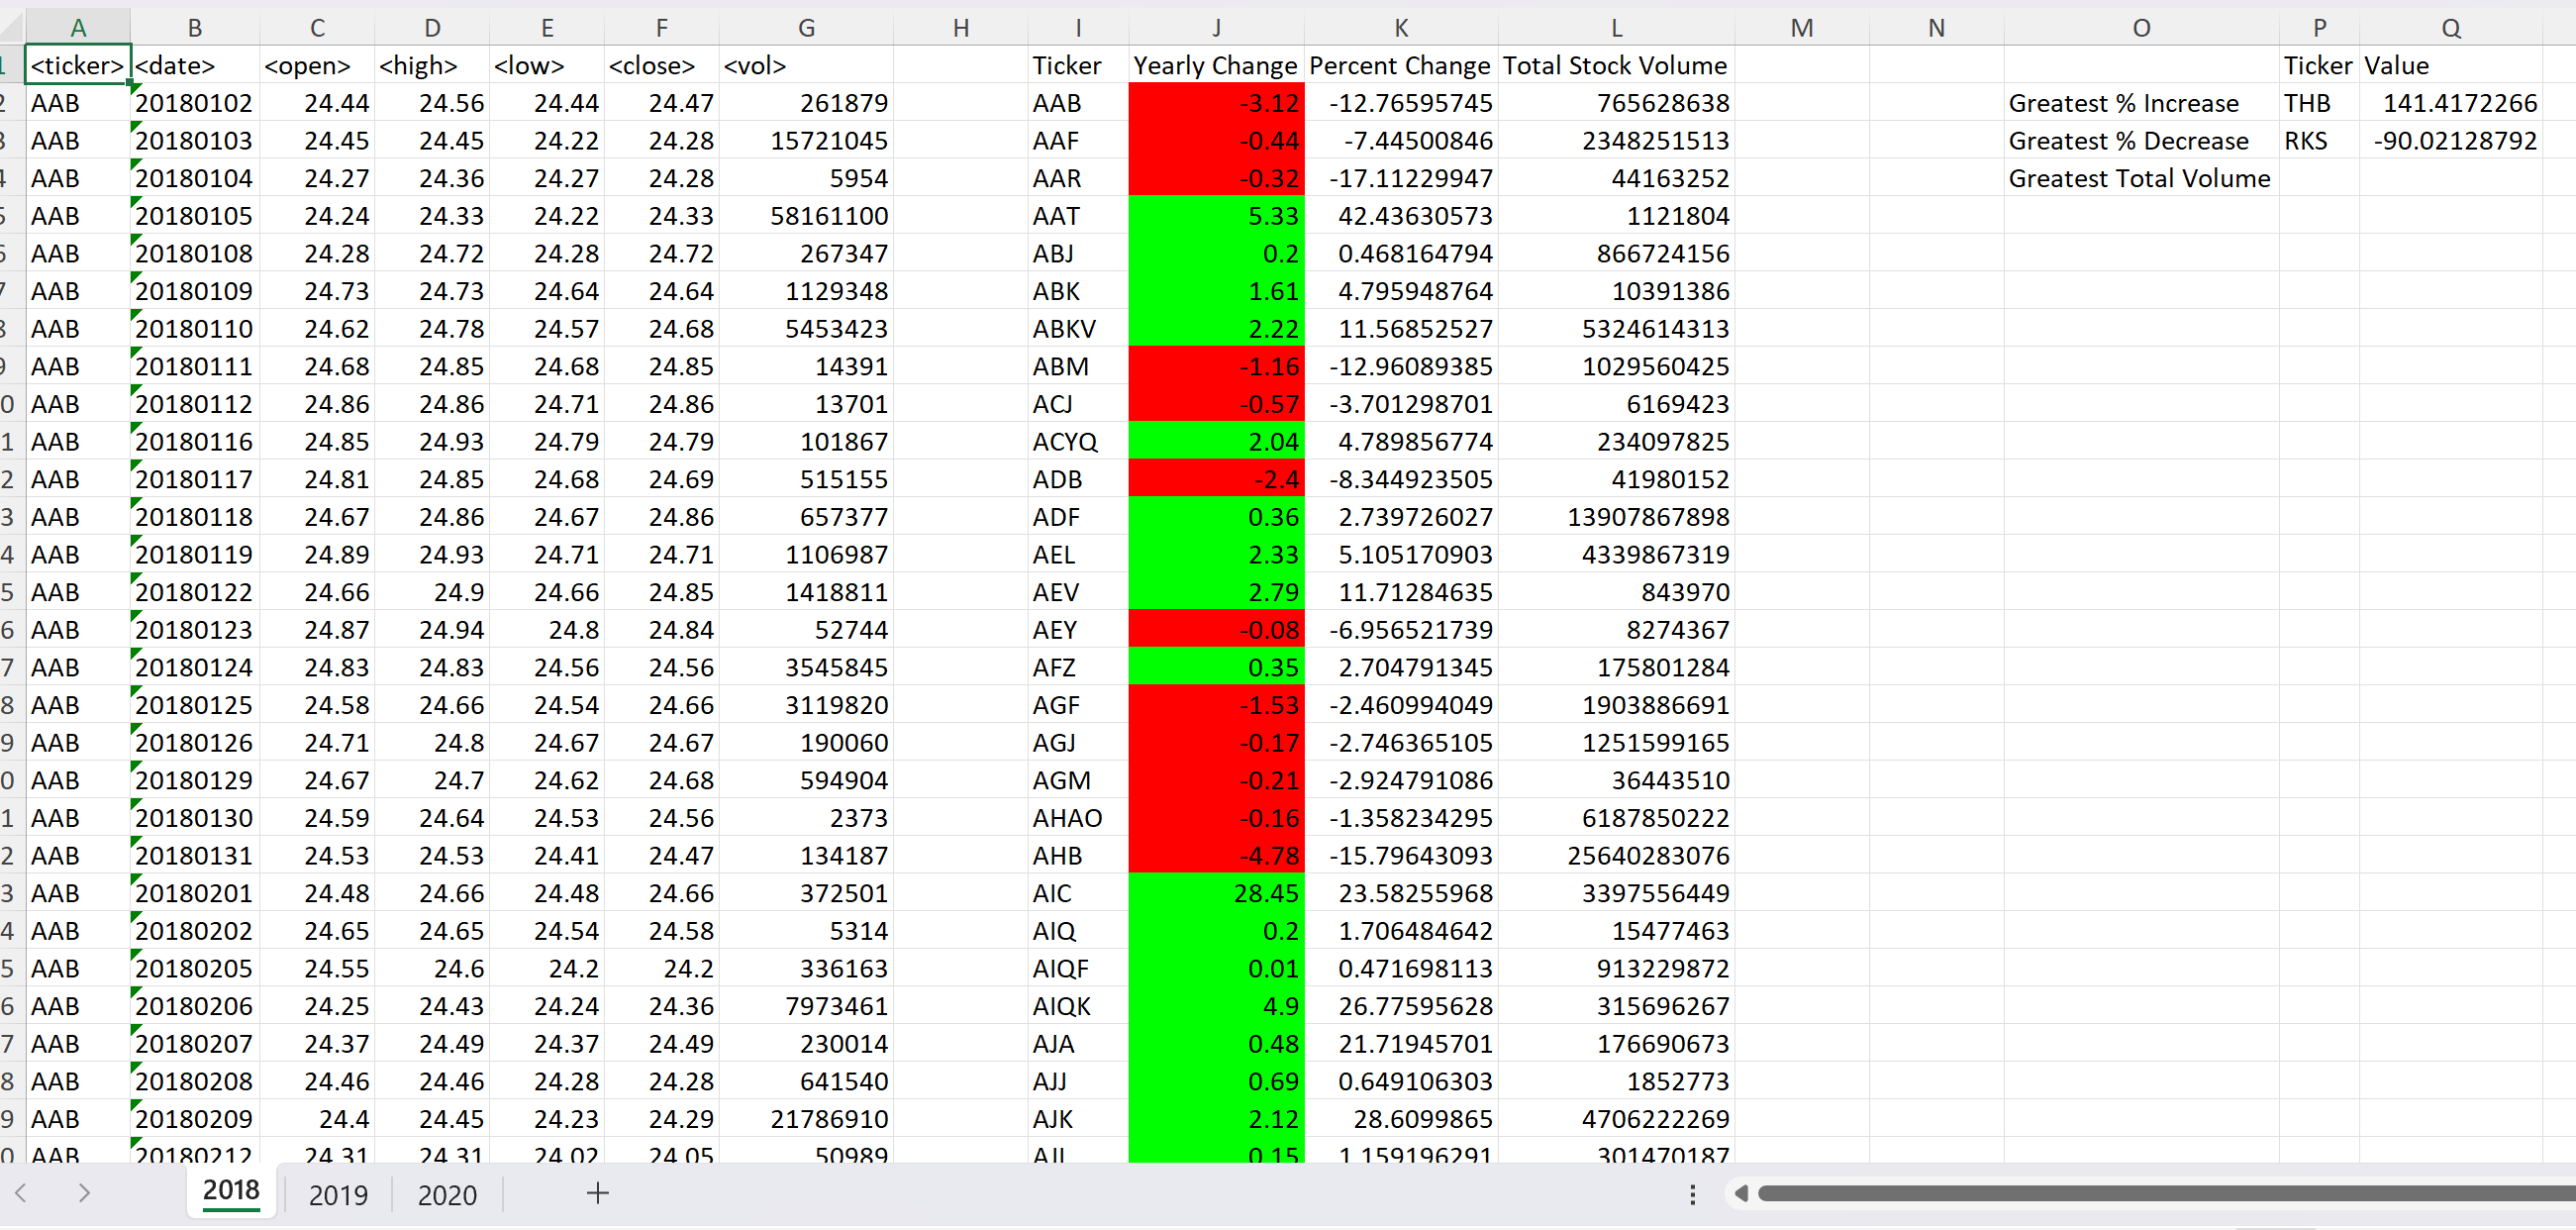 A B C D E F G H I J K L M N O P Q
1 <ticker> <date> <open> <high> <low> <close> <vol> Ticker Yearly Change Percent Change Total Stock Volume Ticker Value
2 AAB 20180102 24.44 24.56 24.44 24.47 261879 AAB -3.12 -12.76595745 765628638 Greatest % Increase THB 141.4172266
3 AAB 20180103 24.45 24.45 24.22 24.28 15721045 AAF -0.44 -7.44500846 2348251513 Greatest % Decrease RKS -90.02128792
4 AAB 20180104 24.27 24.36 24.27 24.28 5954 AAR -0.32 -17.11229947 44163252 Greatest Total Volume
5 AAB 20180105 24.24 24.33 24.22 24.33 58161100 AAT 5.33 42.43630573 1121804
6 AAB 20180108 24.28 24.72 24.28 24.72 267347 ABJ 0.2 0.468164794 866724156
7 AAB 20180109 24.73 24.73 24.64 24.64 1129348 ABK 1.61 4.795948764 10391386
8 AAB 20180110 24.62 24.78 24.57 24.68 5453423 ABKV 2.22 11.56852527 5324614313
9 AAB 20180111 24.68 24.85 24.68 24.85 14391 ABM -1.16 -12.96089385 1029560425
0 AAB 20180112 24.86 24.86 24.71 24.86 13701 ACJ -0.57 -3.701298701 6169423
1 AAB 20180116 24.85 24.93 24.79 24.79 101867 ACYQ 2.04 4.789856774 234097825
2 AAB 20180117 24.81 24.85 24.68 24.69 515155 ADB -2.4 -8.344923505 41980152
3 AAB 20180118 24.67 24.86 24.67 24.86 657377 ADF 0.36 2.739726027 13907867898
4 AAB 20180119 24.89 24.93 24.71 24.71 1106987 AEL 2.33 5.105170903 4339867319
5 AAB 20180122 24.66 24.9 24.66 24.85 1418811 AEV 2.79 11.71284635 843970
6 AAB 20180123 24.87 24.94 24.8 24.84 52744 AEY -0.08 -6.956521739 8274367
7 AAB 20180124 24.83 24.83 24.56 24.56 3545845 AFZ 0.35 2.704791345 175801284
8 AAB 20180125 24.58 24.66 24.54 24.66 3119820 AGF -1.53 -2.460994049 1903886691
9 AAB 20180126 24.71 24.8 24.67 24.67 190060 AGJ -0.17 -2.746365105 1251599165
0 AAB 20180129 24.67 24.7 24.62 24.68 594904 AGM -0.21 -2.924791086 36443510
1 AAB 20180130 24.59 24.64 24.53 24.56 2373 AHAO -0.16 -1.358234295 6187850222
2 AAB 20180131 24.53 24.53 24.41 24.47 134187 AHB -4.78 -15.79643093 25640283076
3 AAB 20180201 24.48 24.66 24.48 24.66 372501 AIC 28.45 23.58255968 3397556449
4 AAB 20180202 24.65 24.65 24.54 24.58 5314 AIQ 0.2 1.706484642 15477463
5 AAB 20180205 24.55 24.6 24.2 24.2 336163 AIQF 0.01 0.471698113 913229872
6 AAB 20180206 24.25 24.43 24.24 24.36 7973461 AIQK 4.9 26.77595628 315696267
7 AAB 20180207 24.37 24.49 24.37 24.49 230014 AJA 0.48 21.71945701 176690673
8 AAB 20180208 24.46 24.46 24.28 24.28 641540 AJJ 0.69 0.649106303 1852773
9 AAB 20180209 24.4 24.45 24.23 24.29 21786910 AJK 2.12 28.6099865 4706222269
0 AAB 20180212 24.31 24.31 24.02 24.05 50989 0.15 1.159196291 301470187
2018 2019 2020